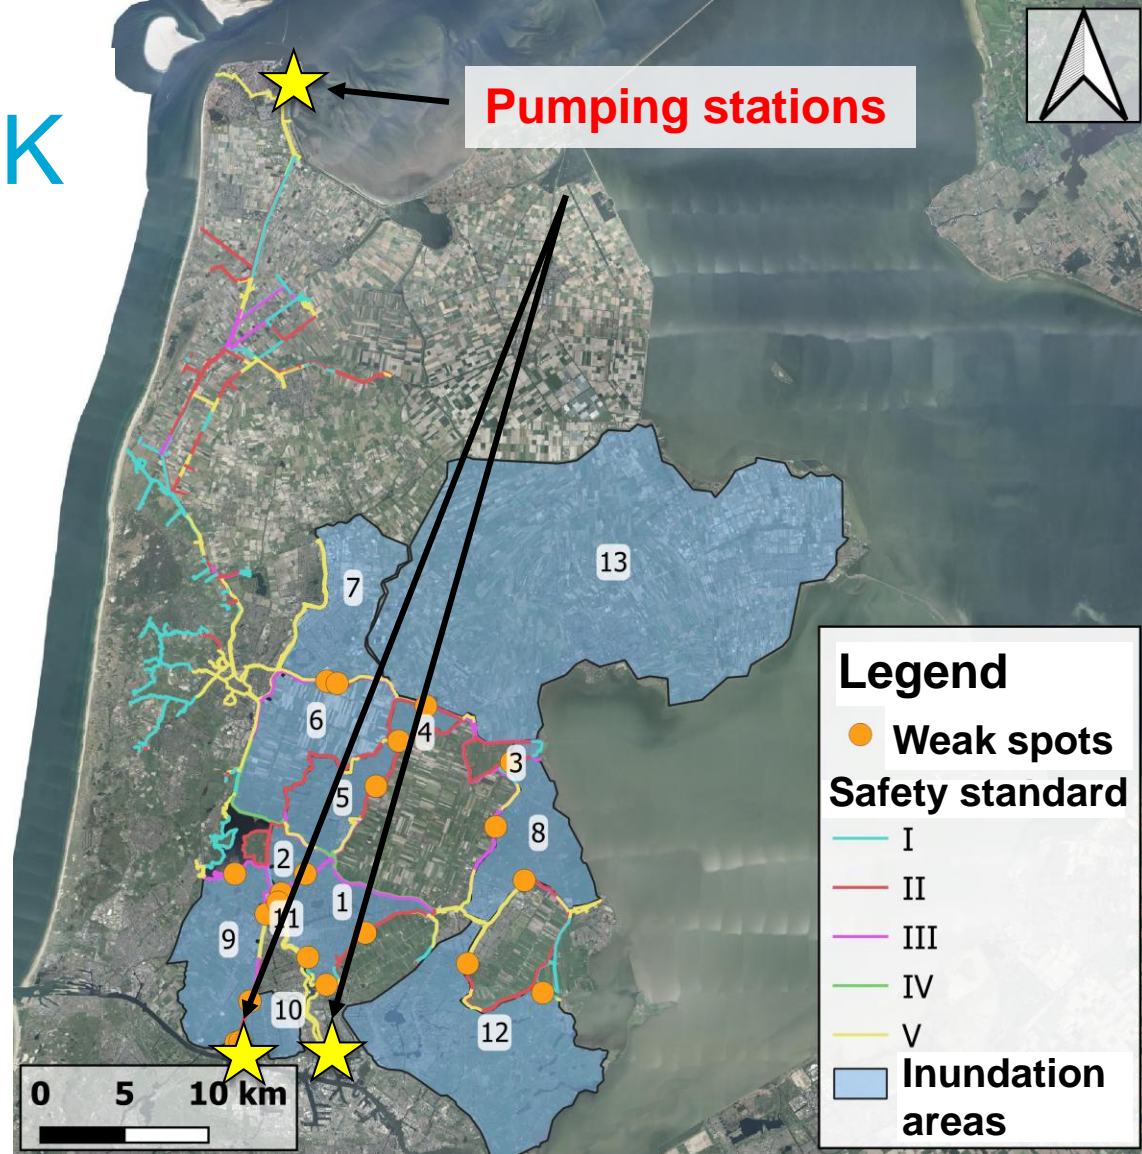 K
Pumping stations
13
7
6
4
3
5
8
2
1
11
9
10
12
Legend
Weak spots
Safety standard
I
II
III
IV
V
Inundation
areas
0 5 10 km